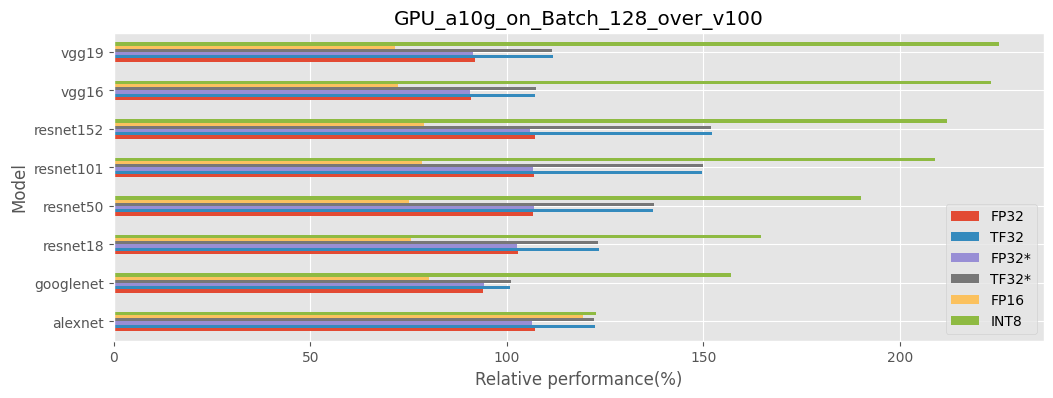 GPU_a10g_on_Batch_128_over_v100
vgg19
vgg16
resnet152
resnet101
resnet50
resnet18
googlenet
alexnet
Model
0 50 100 150 200
Relative performance(%)
FP32
TF32
FP32*
TF32*
FP16
INT8